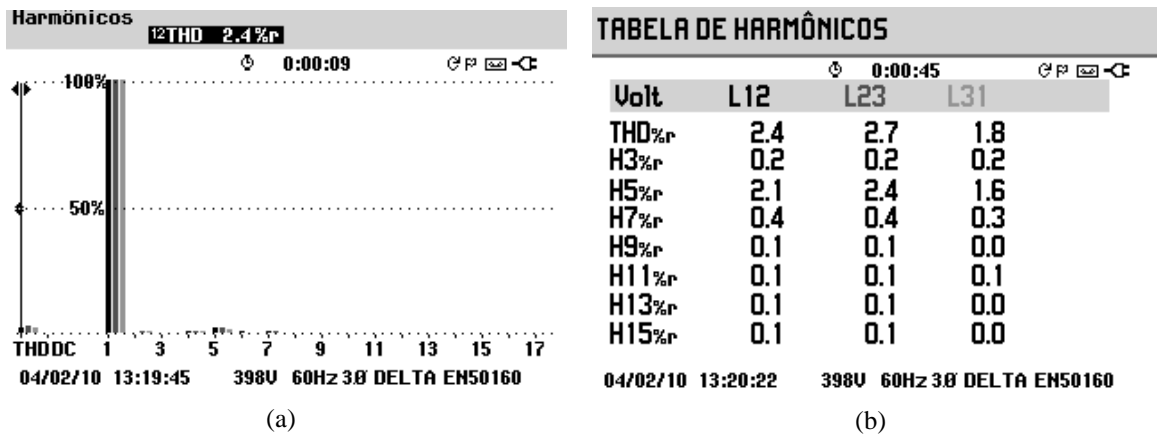 Harmönicos
12THD 2.4%r
0:00:09
100%
50%
THD DC 1 3 5 7 9 11 13 15 17
04/02/10 13:19:45 398V 60Hz 3Ø DELTA EN50160
(a)
TABELA DE HARMÔNICOS
0:00:45
Volt L12 L23 L31
THD%r 2.4 2.7 1.8
H3%r 0.2 0.2 0.2
H5%r 2.1 2.4 1.6
H7%r 0.4 0.4 0.3
H9%r 0.1 0.1 0.0
H11%r 0.1 0.1 0.1
H13%r 0.1 0.1 0.0
H15%r 0.1 0.1 0.0
04/02/10 13:20:22 398V 60Hz 3Ø DELTA EN50160
(b)